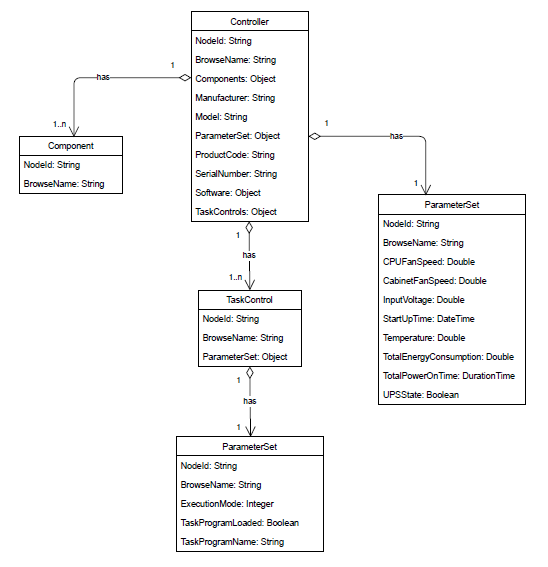 Controller
NodeId: String
BrowseName: String
Components: Object
Manufacturer: String
Model: String
ParameterSet: Object
ProductCode: String
SerialNumber: String
Software: Object
TaskControls: Object
1
has
1..n
Component
NodeId: String
BrowseName: String
1
has
1
ParameterSet
NodeId: String
BrowseName: String
CPUFanSpeed: Double
CabinetFanSpeed: Double
InputVoltage: Double
StartUpTime: DateTime
Temperature: Double
TotalEnergyConsumption: Double
TotalPowerOnTime: DurationTime
UPSState: Boolean
1
has
1..n
TaskControl
NodeId: String
BrowseName: String
ParameterSet: Object
1
has
1
ParameterSet
NodeId: String
BrowseName: String
ExecutionMode: Integer
TaskProgramLoaded: Boolean
TaskProgramName: String